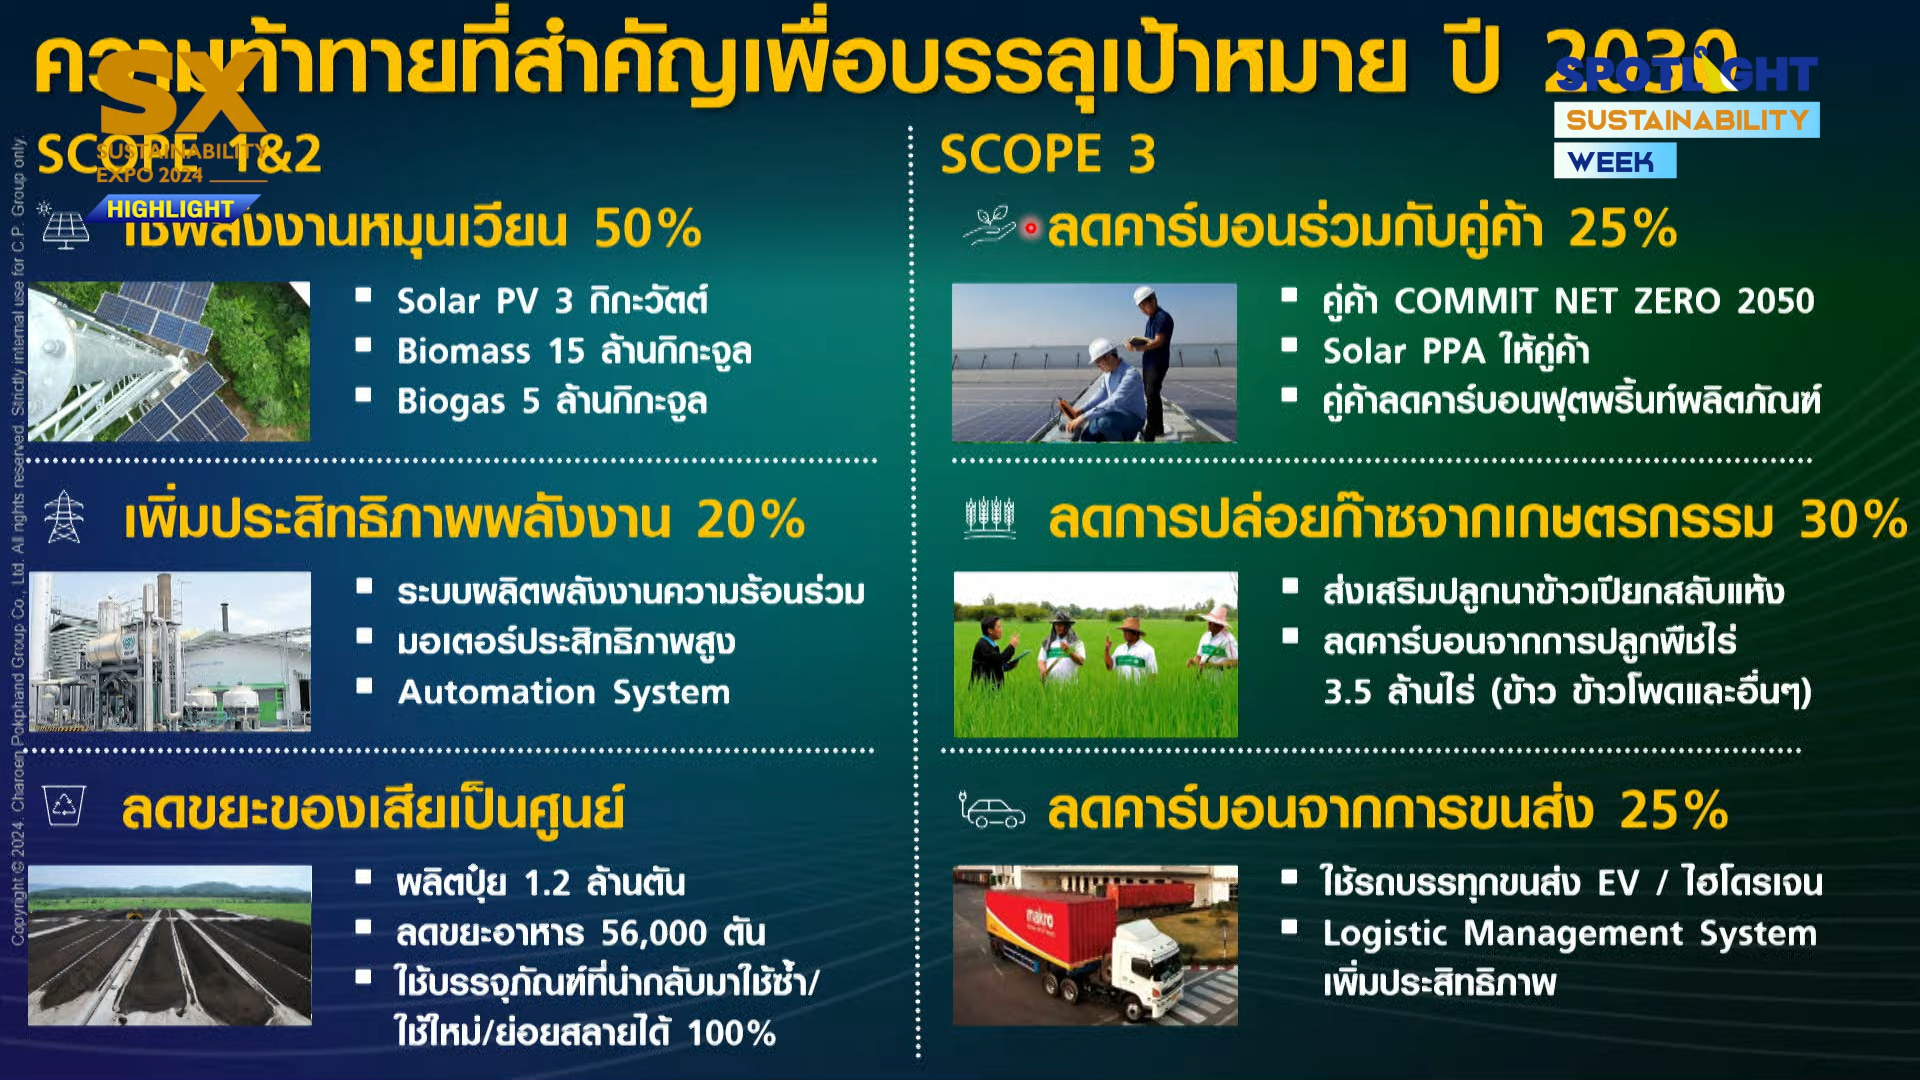 ความท้าทายที่สำคัญเพื่อบรรลุเป้าหมาย ปี 2030
SX
SUSTAINABILITY
EXPO 2024
HIGHLIGHT
SPOTLIGHT
SUSTAINABILITY
WEEK
SCOPE 1&2
ใช้พลังงานหมุนเวียน 50%
Solar PV 3 กิกะวัตต์
Biomass 15 ล้านกิกะจูล
Biogas 5 ล้านกิกะจูล
เพิ่มประสิทธิภาพพลังงาน 20%
ระบบผลิตพลังงานความร้อนร่วม
มอเตอร์ประสิทธิภาพสูง
Automation System
ลดขยะของเสียเป็นศูนย์
ผลิตปุ๋ย 1.2 ล้านตัน
ลดขยะอาหาร 56,000 ตัน
ใช้บรรจุภัณฑ์ที่นำกลับมาใช้ซ้ำ/
ใช้ใหม่/ย่อยสลายได้ 100%
SCOPE 3
ลดคาร์บอนร่วมกับคู่ค้า 25%
คู่ค้า COMMIT NET ZERO 2050
Solar PPA ให้คู่ค้า
คู่ค้าลดคาร์บอนฟุตพริ้นท์ผลิตภัณฑ์
ลดการปล่อยก๊าซจากเกษตรกรรม 30%
ส่งเสริมปลูกนาข้าวเปียกสลับแห้ง
ลดคาร์บอนจากการปลูกพืชไร่
3.5 ล้านไร่ (ข้าว ข้าวโพดและอื่นๆ)
ลดคาร์บอนจากการขนส่ง 25%
makro
ใช้รถบรรทุกขนส่ง EV / ไฮโดรเจน
Logistic Management System
เพิ่มประสิทธิภาพ
Copyright © 2024. Charoen Pokphand Group Co., Ltd. All rights reserved. Strictly internal use for C.P. Group only.